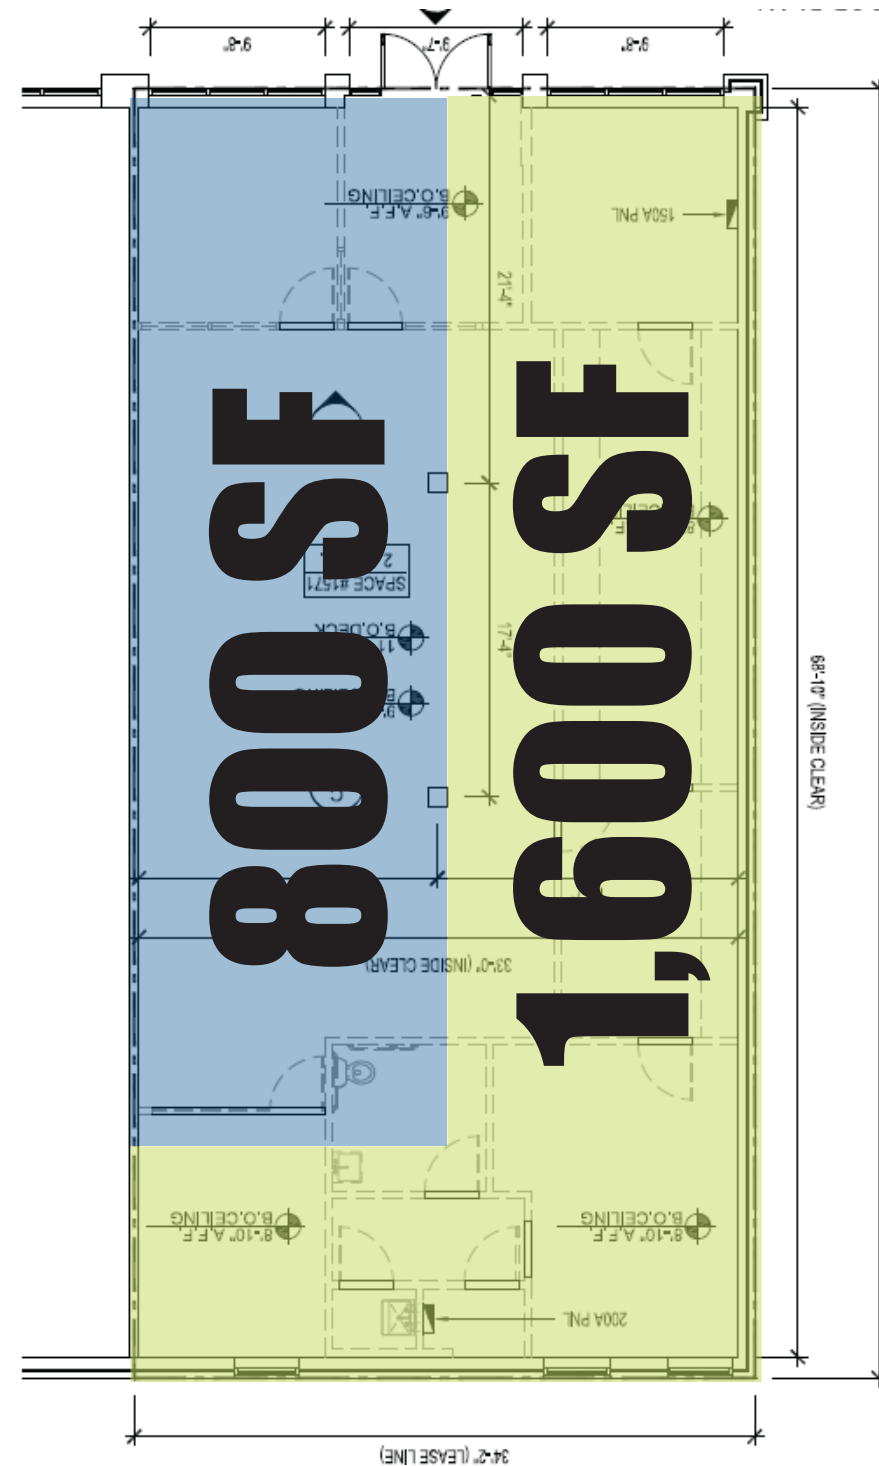 9'-8"
9'-7"
9'-8"
9'-6" A.F.F.
B.O.CEILING
150A PNL
21'-4"
800 SF
1,600 SF
SPACE #1571
B.O.DECK
17'-4"
68'-10" (INSIDE CLEAR)
33'-0" (INSIDE CLEAR)
8'-10" A.F.F.
B.O.CEILING
8'-10" A.F.F.
B.O.CEILING
200A PNL
34'-2" (LEASE LINE)